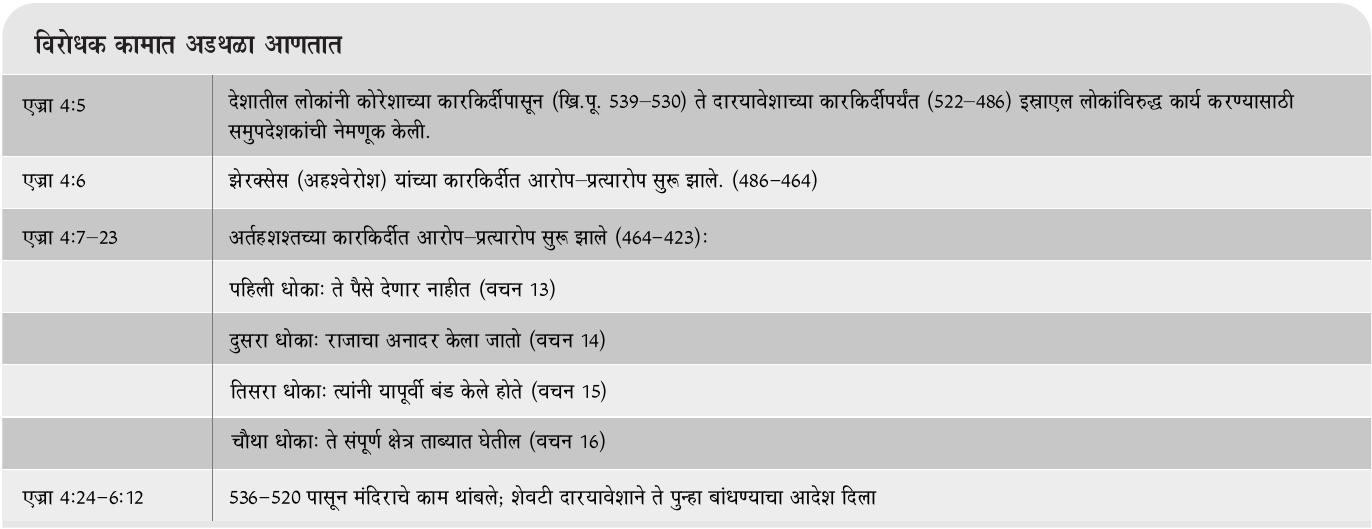 विरोधक कामात अडथळा आणतात
एज्रा 4:5 देशातील लोकांनी कोरेशाच्या कारकिर्दीपासून (ख्रि.पू. 539–530) ते दारयावेशाच्या कारकिर्दीपर्यंत (522–486) इस्राएल लोकांविरुद्ध कार्य करण्यासाठी
समुपदेशकांची नेमणूक केली.
एज्रा 4:6 झेरक्सेस (अहश्वेरोश) यांच्या कारकिर्दीत आरोप–प्रत्यारोप सुरू झाले. (486–464)
एज्रा 4:7–23 अर्तहशश्तच्या कारकिर्दीत आरोप–प्रत्यारोप सुरू झाले (464–423):
पहिली धोका: ते पैसे देणार नाहीत (वचन 13)
दुसरा धोका: राजाचा अनादर केला जातो (वचन 14)
तिसरा धोका: त्यांनी यापूर्वी बंड केले होते (वचन 15)
चौथा धोका: ते संपूर्ण क्षेत्र ताब्यात घेतील (वचन 16)
एज्रा 4:24–6:12 536–520 पासून मंदिराचे काम थांबले; शेवटी दारयावेशाने ते पुन्हा बांधण्याचा आदेश दिला